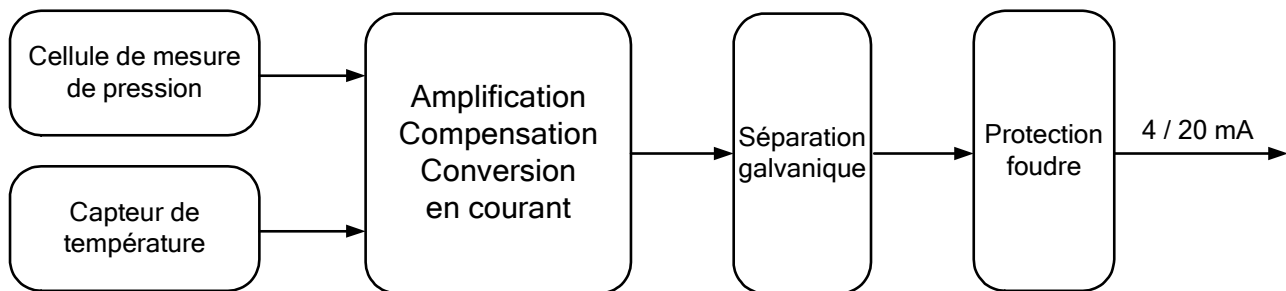 Cellule de mesure
de pression
Capteur de
température
Amplification
Compensation
Conversion
en courant
Séparation
galvanique
Protection
foudre
4 / 20 mA